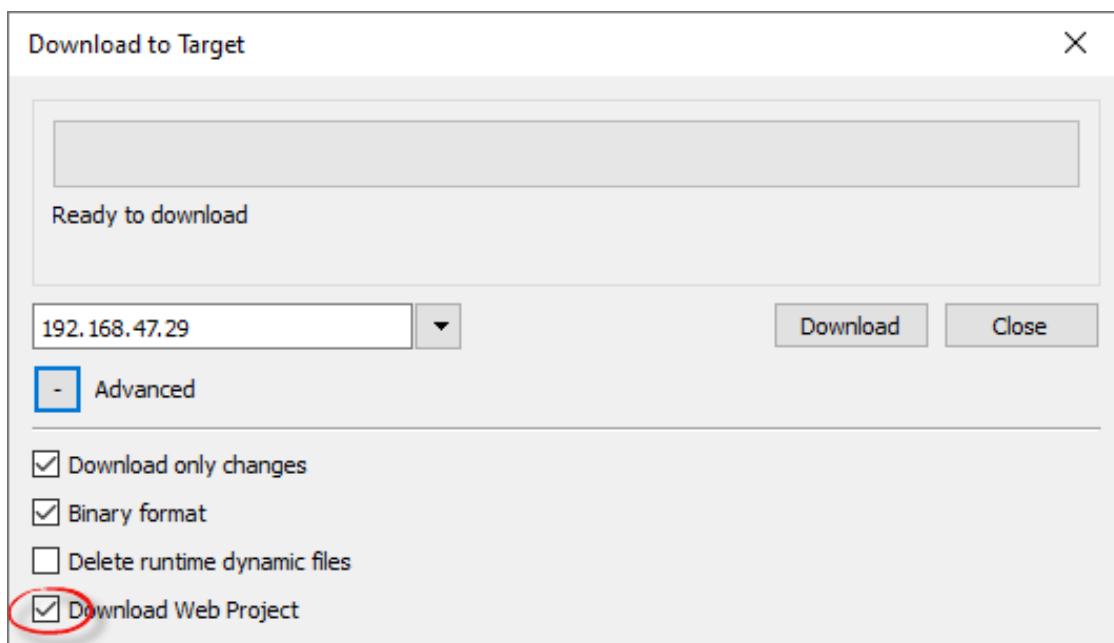 Download to Target
Ready to download
192.168.47.29
Download
Close
-
Advanced
Download only changes
Binary format
Delete runtime dynamic files
Download Web Project